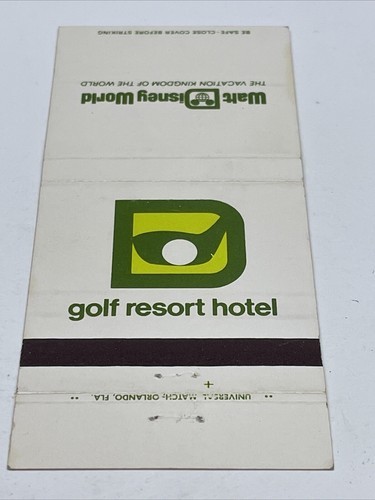 BE SAFE-CLOSE COVER BEFORE STRIKING
THE VACATION KINGDOM OF THE WORLD
Walt Disney World
golf resort hotel
UNIVERSAL MATCH, ORLANDO, FLA.